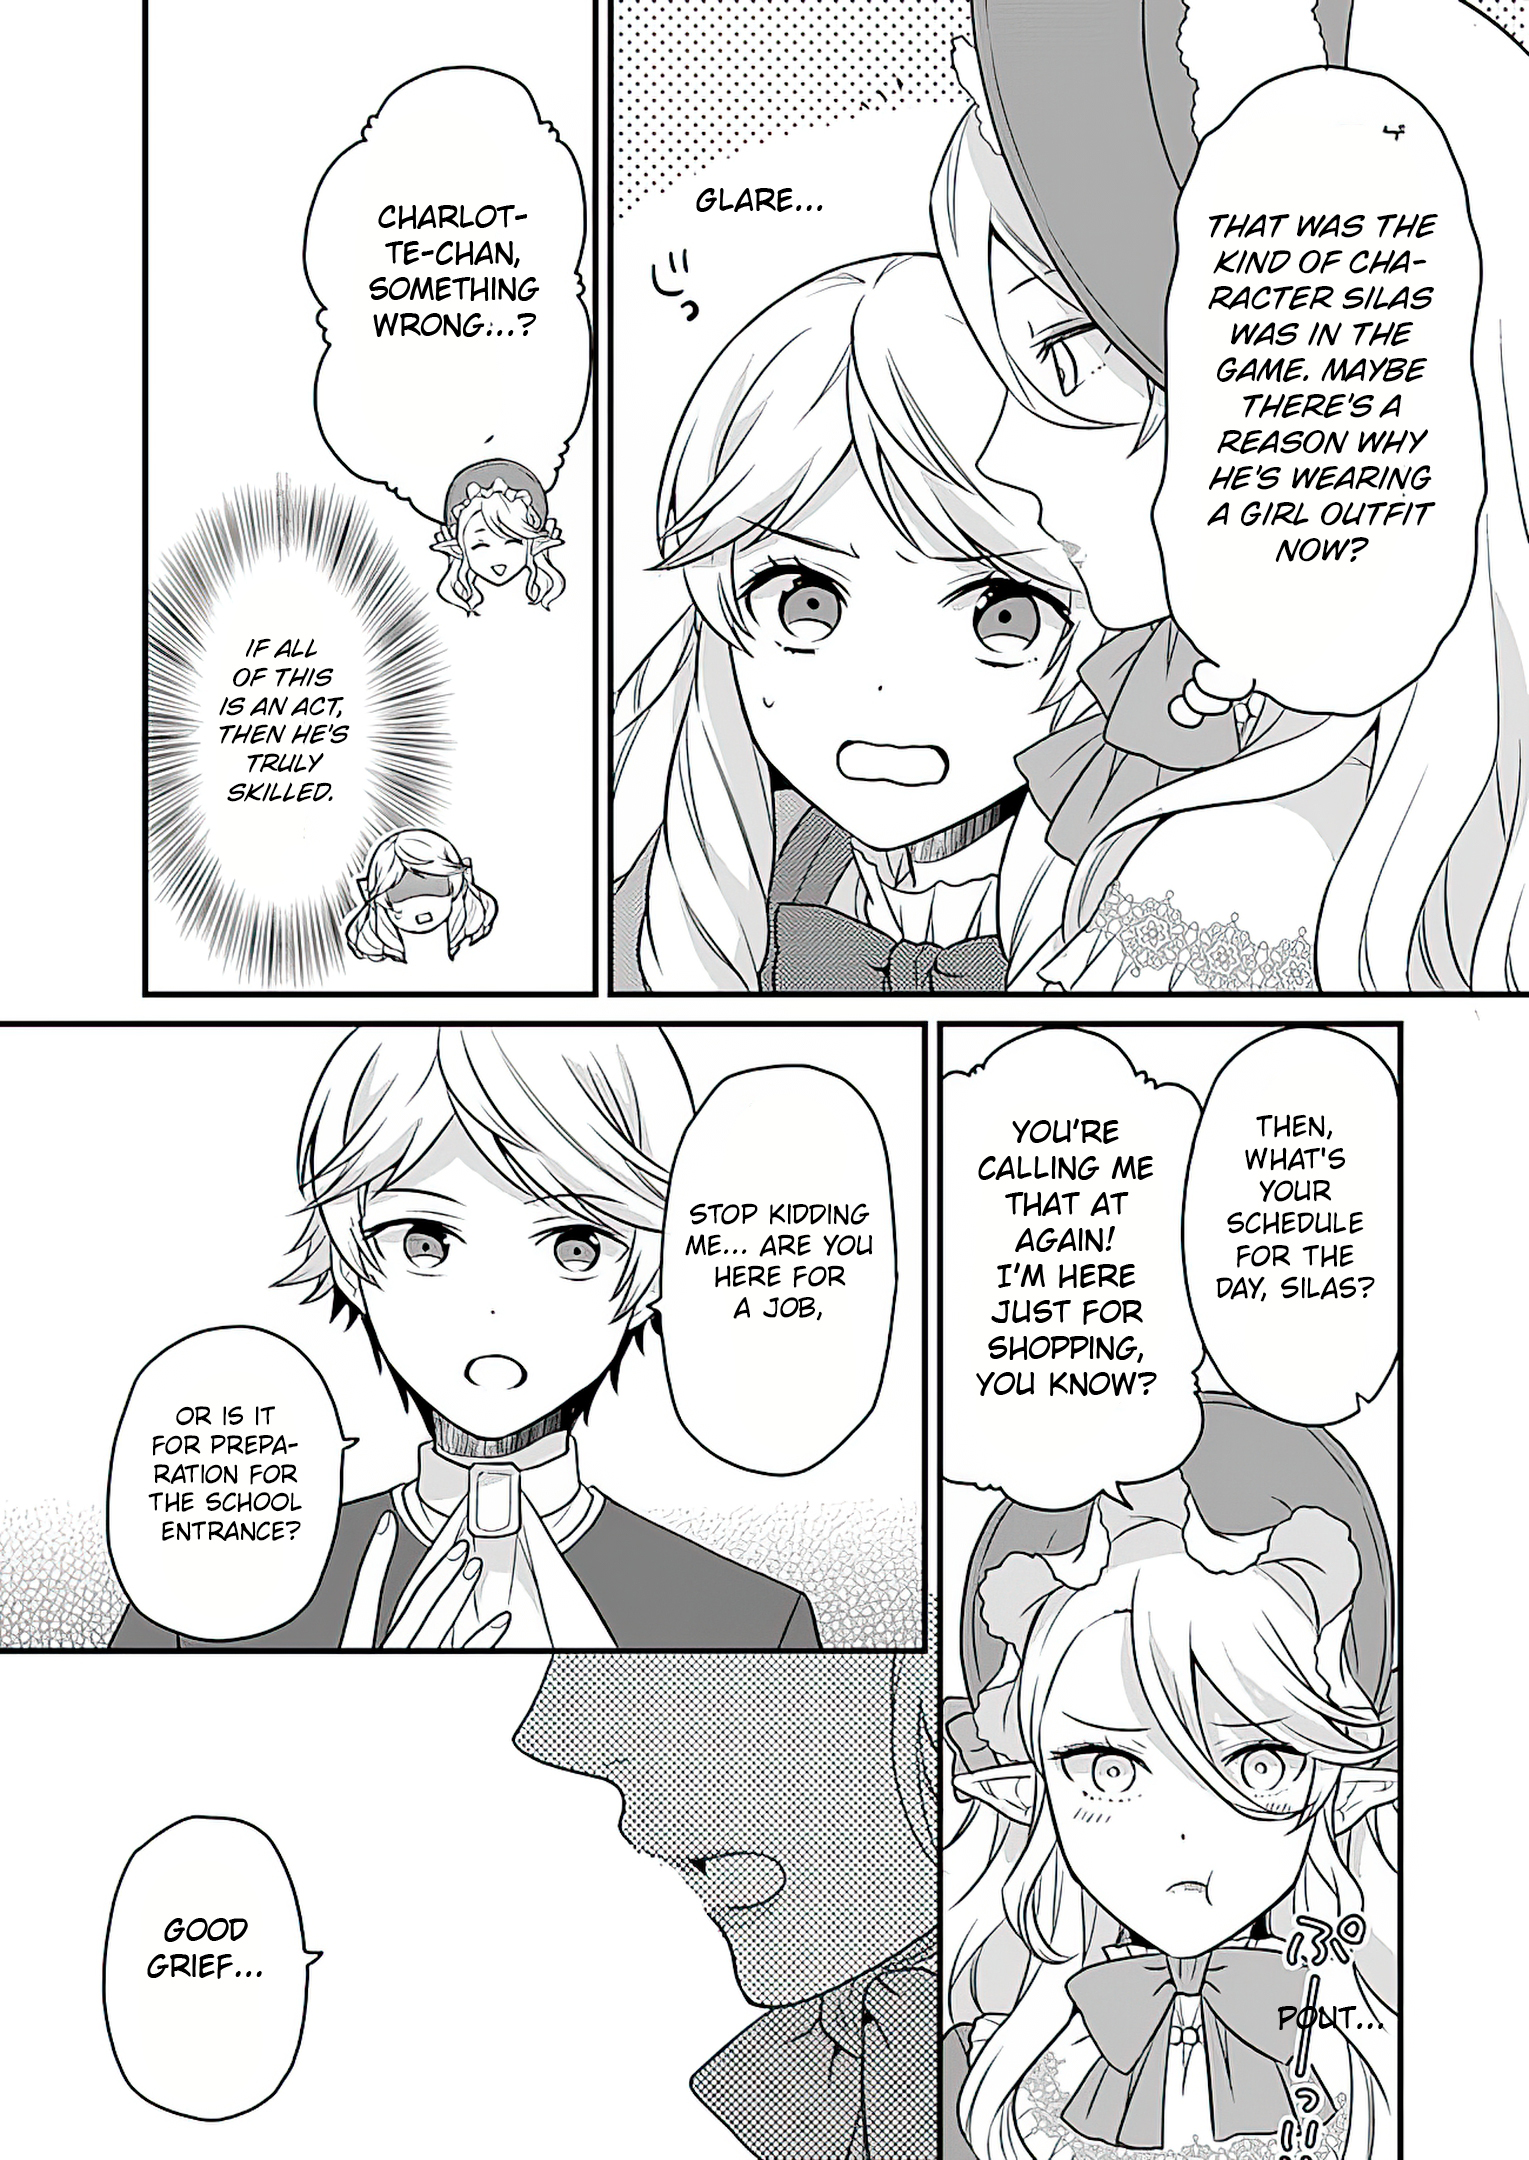 GLARE...
THAT WAS THE
KIND OF CHA-
RACTER SILAS
WAS IN THE
GAME. MAYBE
THERE'S A
REASON WHY
HE'S WEARING
A GIRL OUTFIT
NOW?
CHARLOT-
TE-CHAN,
SOMETHING
WRONG...?
IF ALL
OF THIS
IS AN ACT,
THEN HE'S
TRULY
SKILLED.
THEN,
WHAT'S
YOUR
SCHEDULE
FOR THE
DAY, SILAS?
YOU'RE
CALLING ME
THAT AT
AGAIN!
I'M HERE
JUST FOR
SHOPPING,
YOU KNOW?
ぷーっ
POUT...
STOP KIDDING
ME... ARE YOU
HERE FOR
A JOB,
OR IS IT
FOR PREPA-
RATION FOR
THE SCHOOL
ENTRANCE?
GOOD
GRIEF...